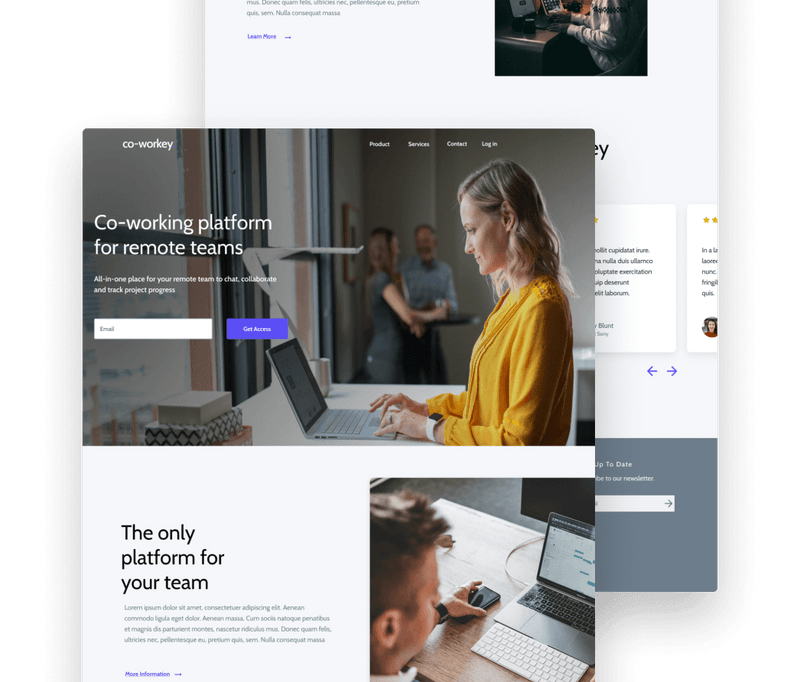 mus. Donec quam felis, ultricies nec, pellentesque eu, pretium
quis, sem. Nulla consequat massa
Learn More →
co-workey
Product Services Contact Log in
Co-working platform
for remote teams
All-in-one place for your remote team to chat, collaborate
and track project progress
Email
Get Access
The only
platform for
your team
Lorem ipsum dolor sit amet, consectetuer adipiscing elit. Aenean
commodo ligula eget dolor. Aenean massa. Cum sociis natoque penatibus
et magnis dis parturient montes, nascetur ridiculus mus. Donec quam felis,
ultricies nec, pellentesque eu, pretium quis, sem. Nulla consequat massa
More Information →
ey
mollit cupidatat irure.
na nulla duis ullamco
oluptate exercitation
uip deserunt
elit laborum.
y Blunt
Sony
In a la
laoree
nunc.
fringil
quis.
Up To Date
ibe to our newsletter.